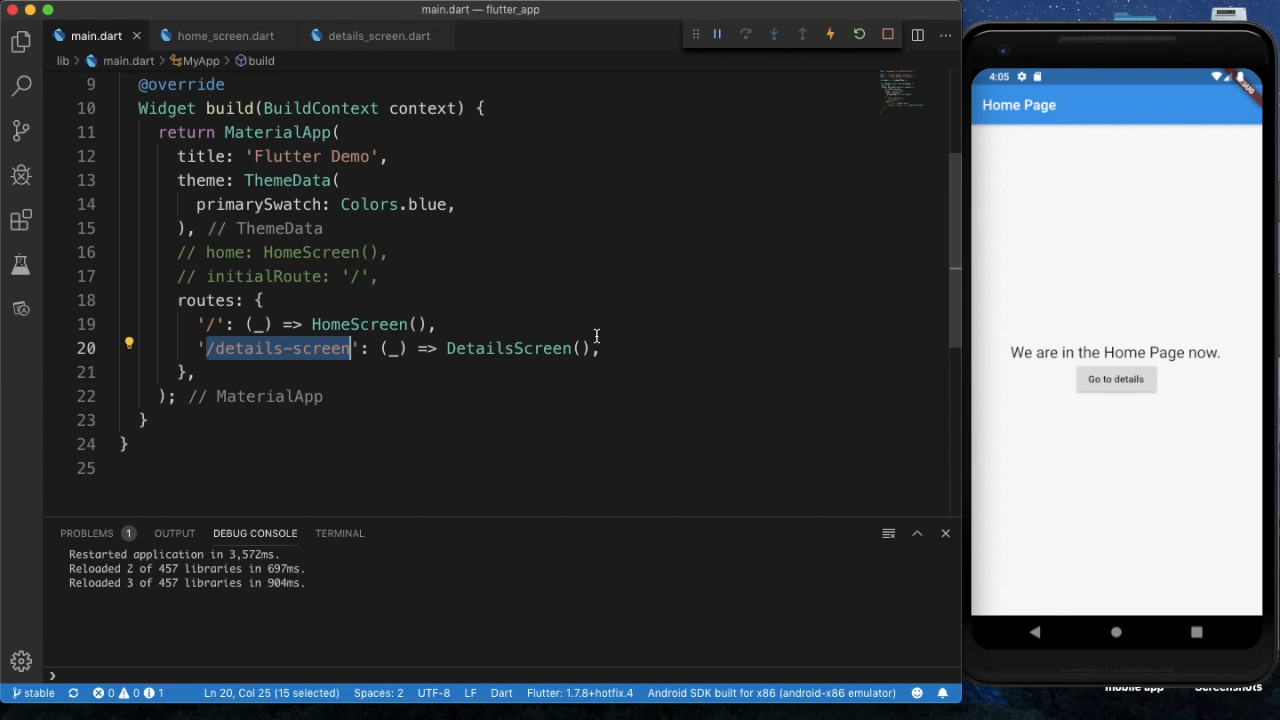 main.dart — flutter_app
main.dart home_screen.dart details_screen.dart
lib > main.dart > MyApp > build
9 @override
10 Widget build(BuildContext context) {
11 return MaterialApp(
12 title: 'Flutter Demo',
13 theme: ThemeData(
14 primarySwatch: Colors.blue,
15 ), // ThemeData
16 // home: HomeScreen(),
17 // initialRoute: '/',
18 routes: {
19 '/': (_) => HomeScreen(),
20 '/details-screen': (_) => DetailsScreen(),
21 },
22 ); // MaterialApp
23 }
24 }
25
PROBLEMS 1 OUTPUT DEBUG CONSOLE TERMINAL
Restarted application in 3,572ms.
Reloaded 2 of 457 libraries in 697ms.
Reloaded 3 of 457 libraries in 904ms.
stable 0 0 1 Ln 20, Col 25 (15 selected) Spaces: 2 UTF-8 LF Dart Flutter: 1.7.8+hotfix.4 Android SDK built for x86 (android-x86 emulator)
4:05
DEBUG
Home Page
We are in the Home Page now.
Go to details
mobile app Screenshots